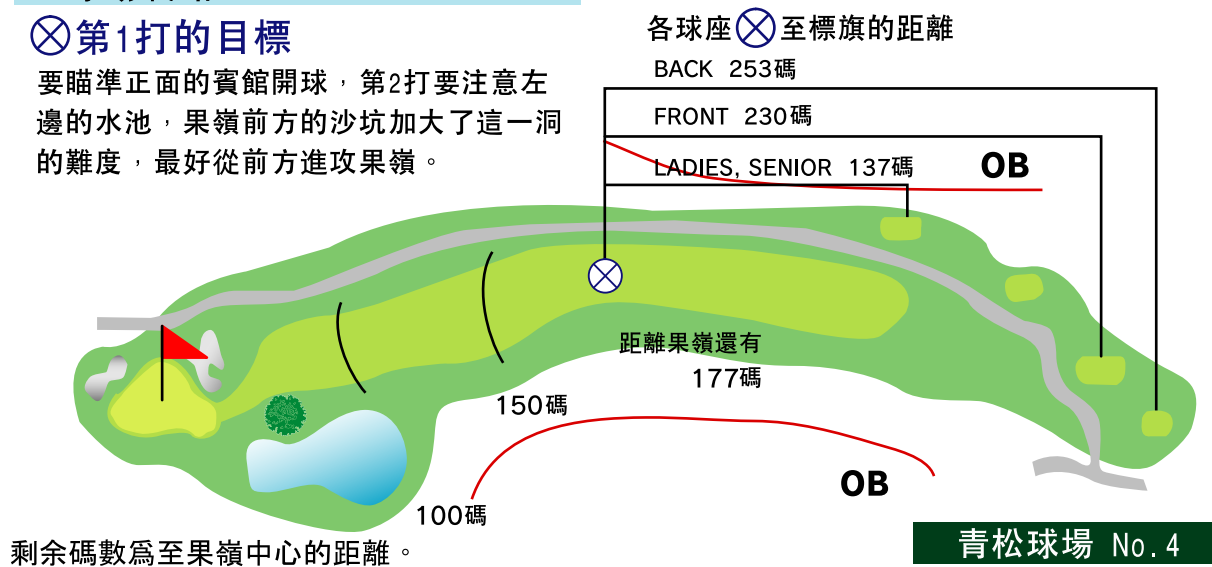 第1打的目標
要瞄準正面的賓館開球，第2打要注意左
邊的水池，果嶺前方的沙坑加大了這一洞
的難度，最好從前方進攻果嶺。
各球座至標旗的距離
BACK 253碼
FRONT 230碼
LADIES, SENIOR 137碼
OB
距離果嶺還有
177碼
150碼
100碼
OB
剩余碼數爲至果嶺中心的距離。
青松球場 No.4